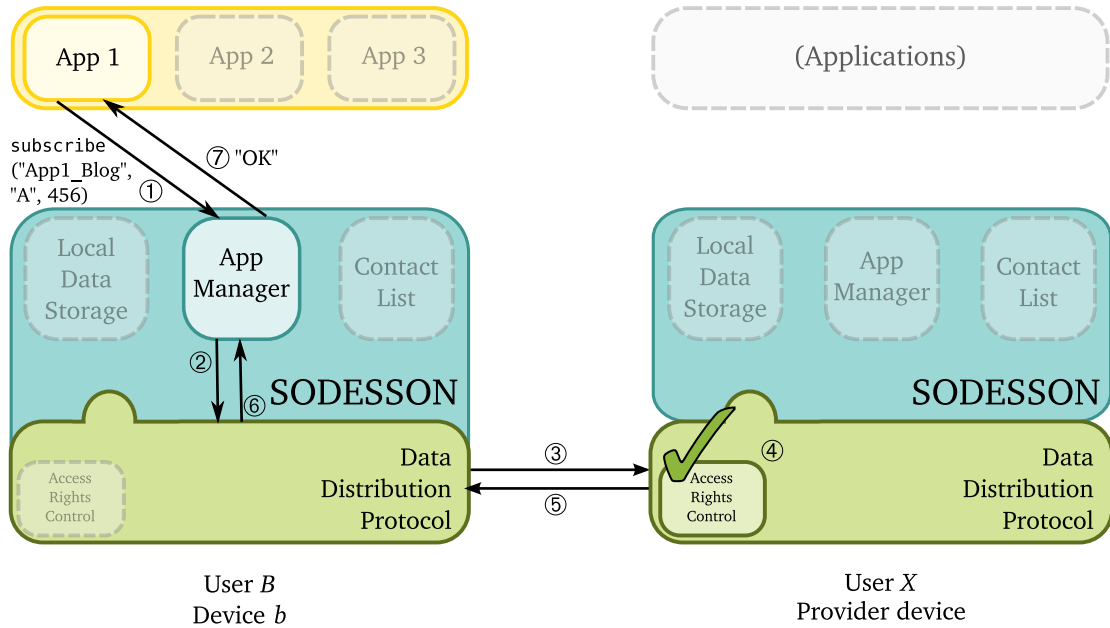 App 1
App 2
App 3
(Applications)
subscribe
("App1_Blog",
"A", 456)
①
⑦ "OK"
Local
Data
Storage
App
Manager
Contact
List
②
⑥
SODESSON
Access
Rights
Control
Data
Distribution
Protocol
③
⑤
Local
Data
Storage
App
Manager
Contact
List
SODESSON
④
Access
Rights
Control
Data
Distribution
Protocol
User B
Device b
User X
Provider device